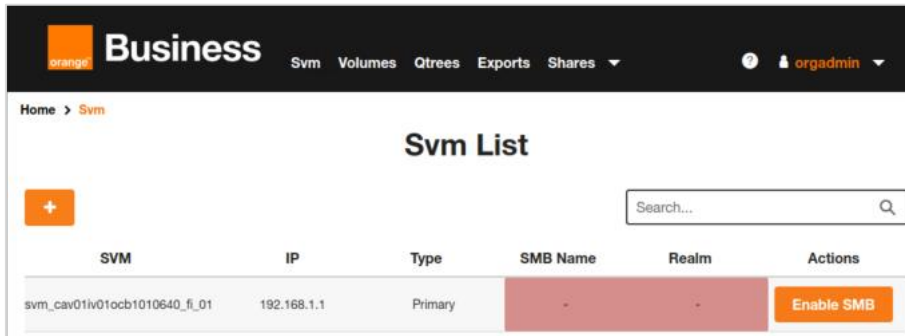 orange Business Svm Volumes Qtrees Exports Shares ? orgadmin
Home > Svm
Svm List
+ Search...
SVM IP Type SMB Name Realm Actions
svm_cav01iv01ocb1010640_fi_01 192.168.1.1 Primary - - Enable SMB